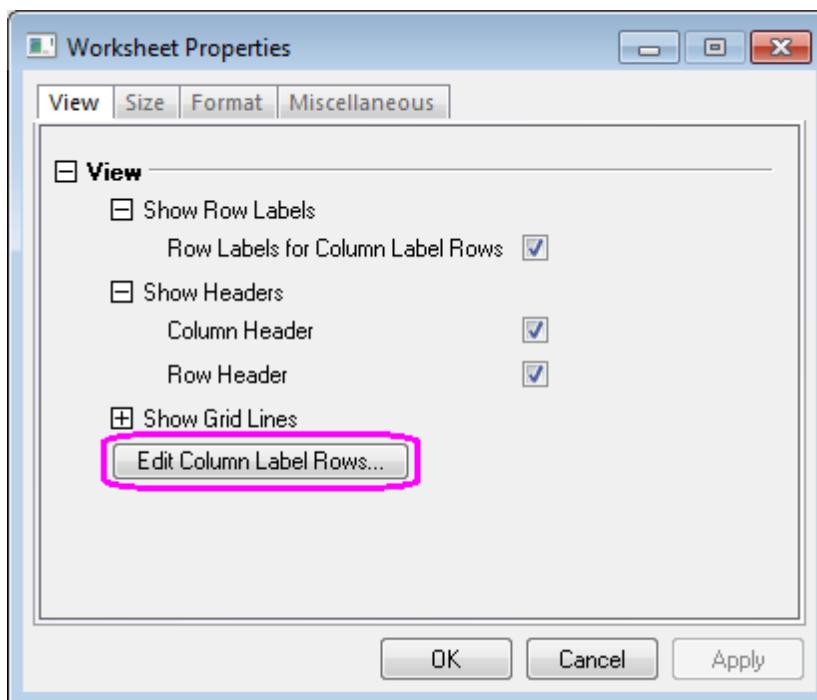 Worksheet Properties
View Size Format Miscellaneous
View
Show Row Labels
Row Labels for Column Label Rows
Show Headers
Column Header
Row Header
Show Grid Lines
Edit Column Label Rows...
OK Cancel Apply